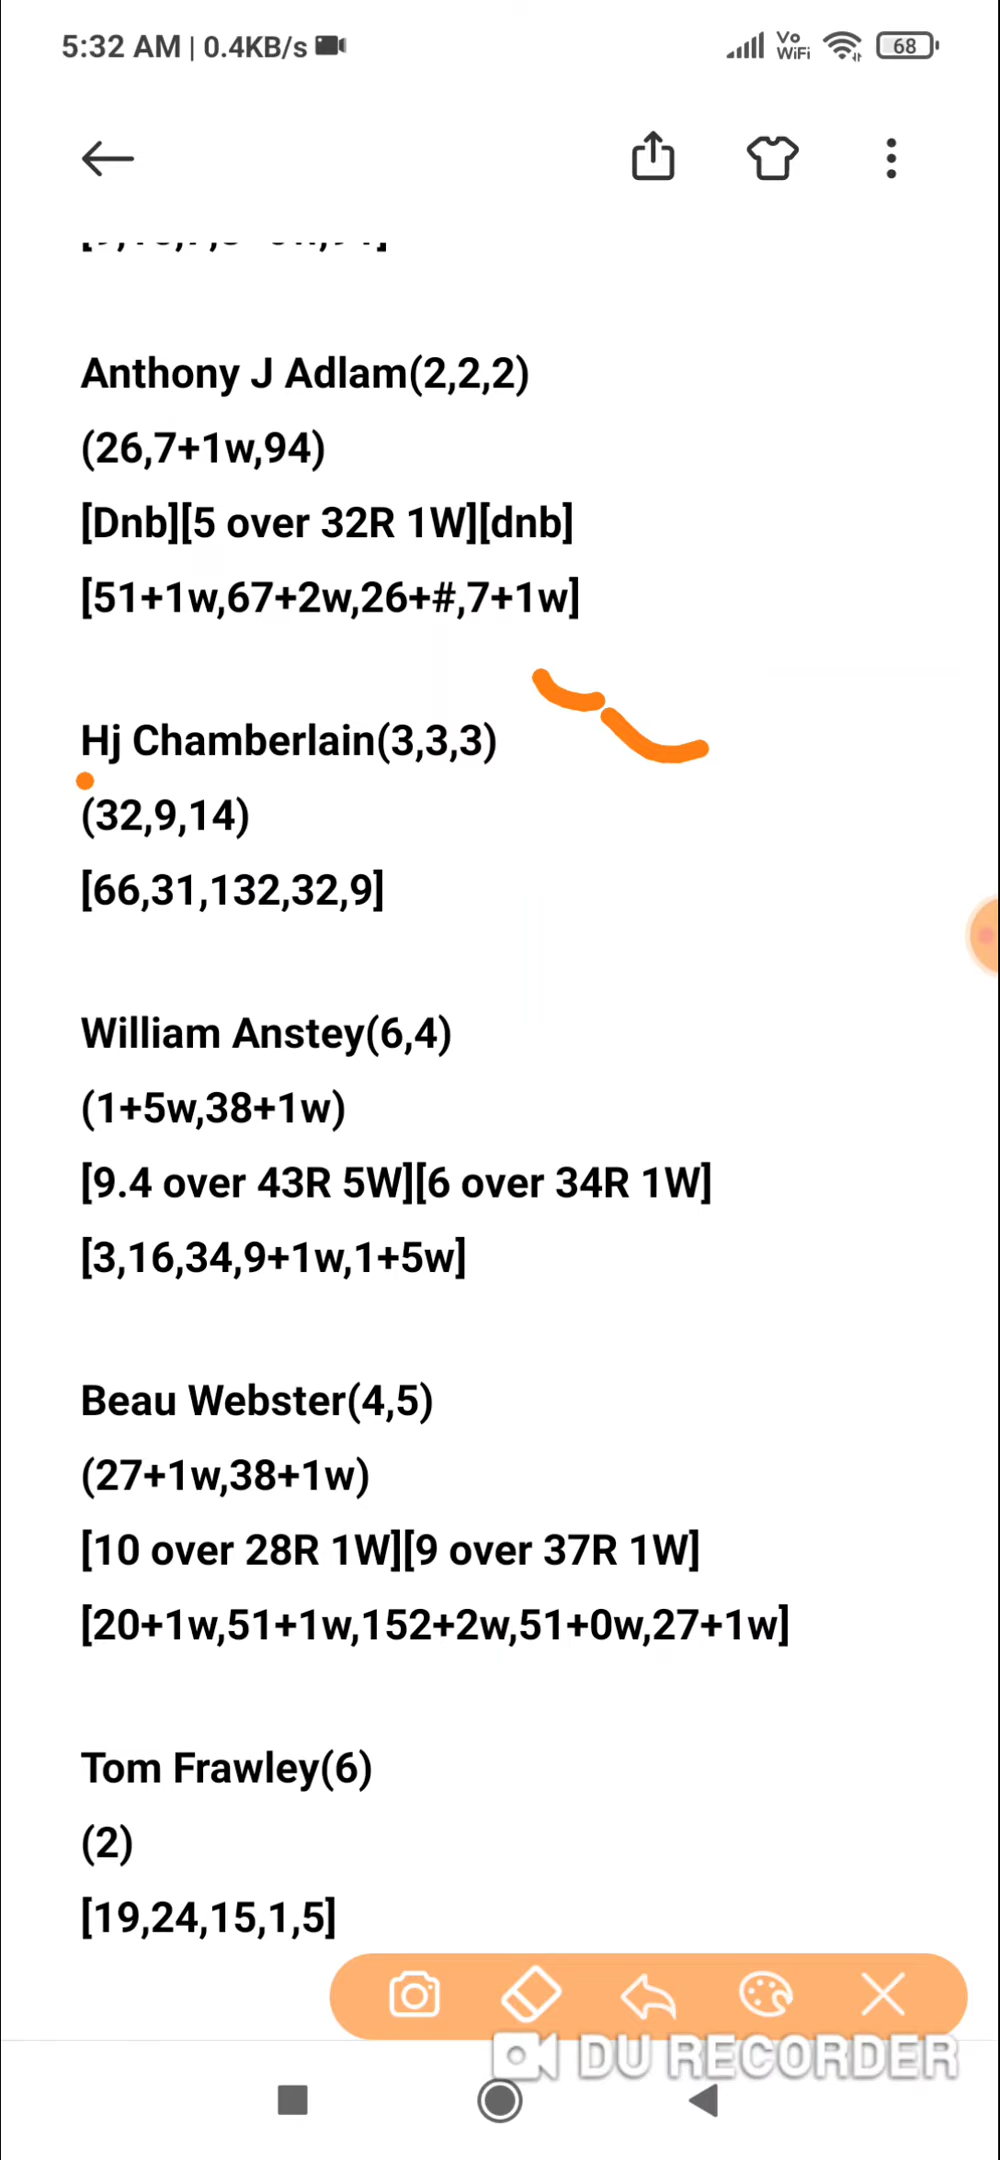 5:32 AM | 0.4KB/s
Vo WiFi
68
Anthony J Adlam(2,2,2)
(26,7+1w,94)
[Dnb][5 over 32R 1W][dnb]
[51+1w,67+2w,26+#,7+1w]
Hj Chamberlain(3,3,3)
(32,9,14)
[66,31,132,32,9]
William Anstey(6,4)
(1+5w,38+1w)
[9.4 over 43R 5W][6 over 34R 1W]
[3,16,34,9+1w,1+5w]
Beau Webster(4,5)
(27+1w,38+1w)
[10 over 28R 1W][9 over 37R 1W]
[20+1w,51+1w,152+2w,51+0w,27+1w]
Tom Frawley(6)
(2)
[19,24,15,1,5]
DU RECORDER